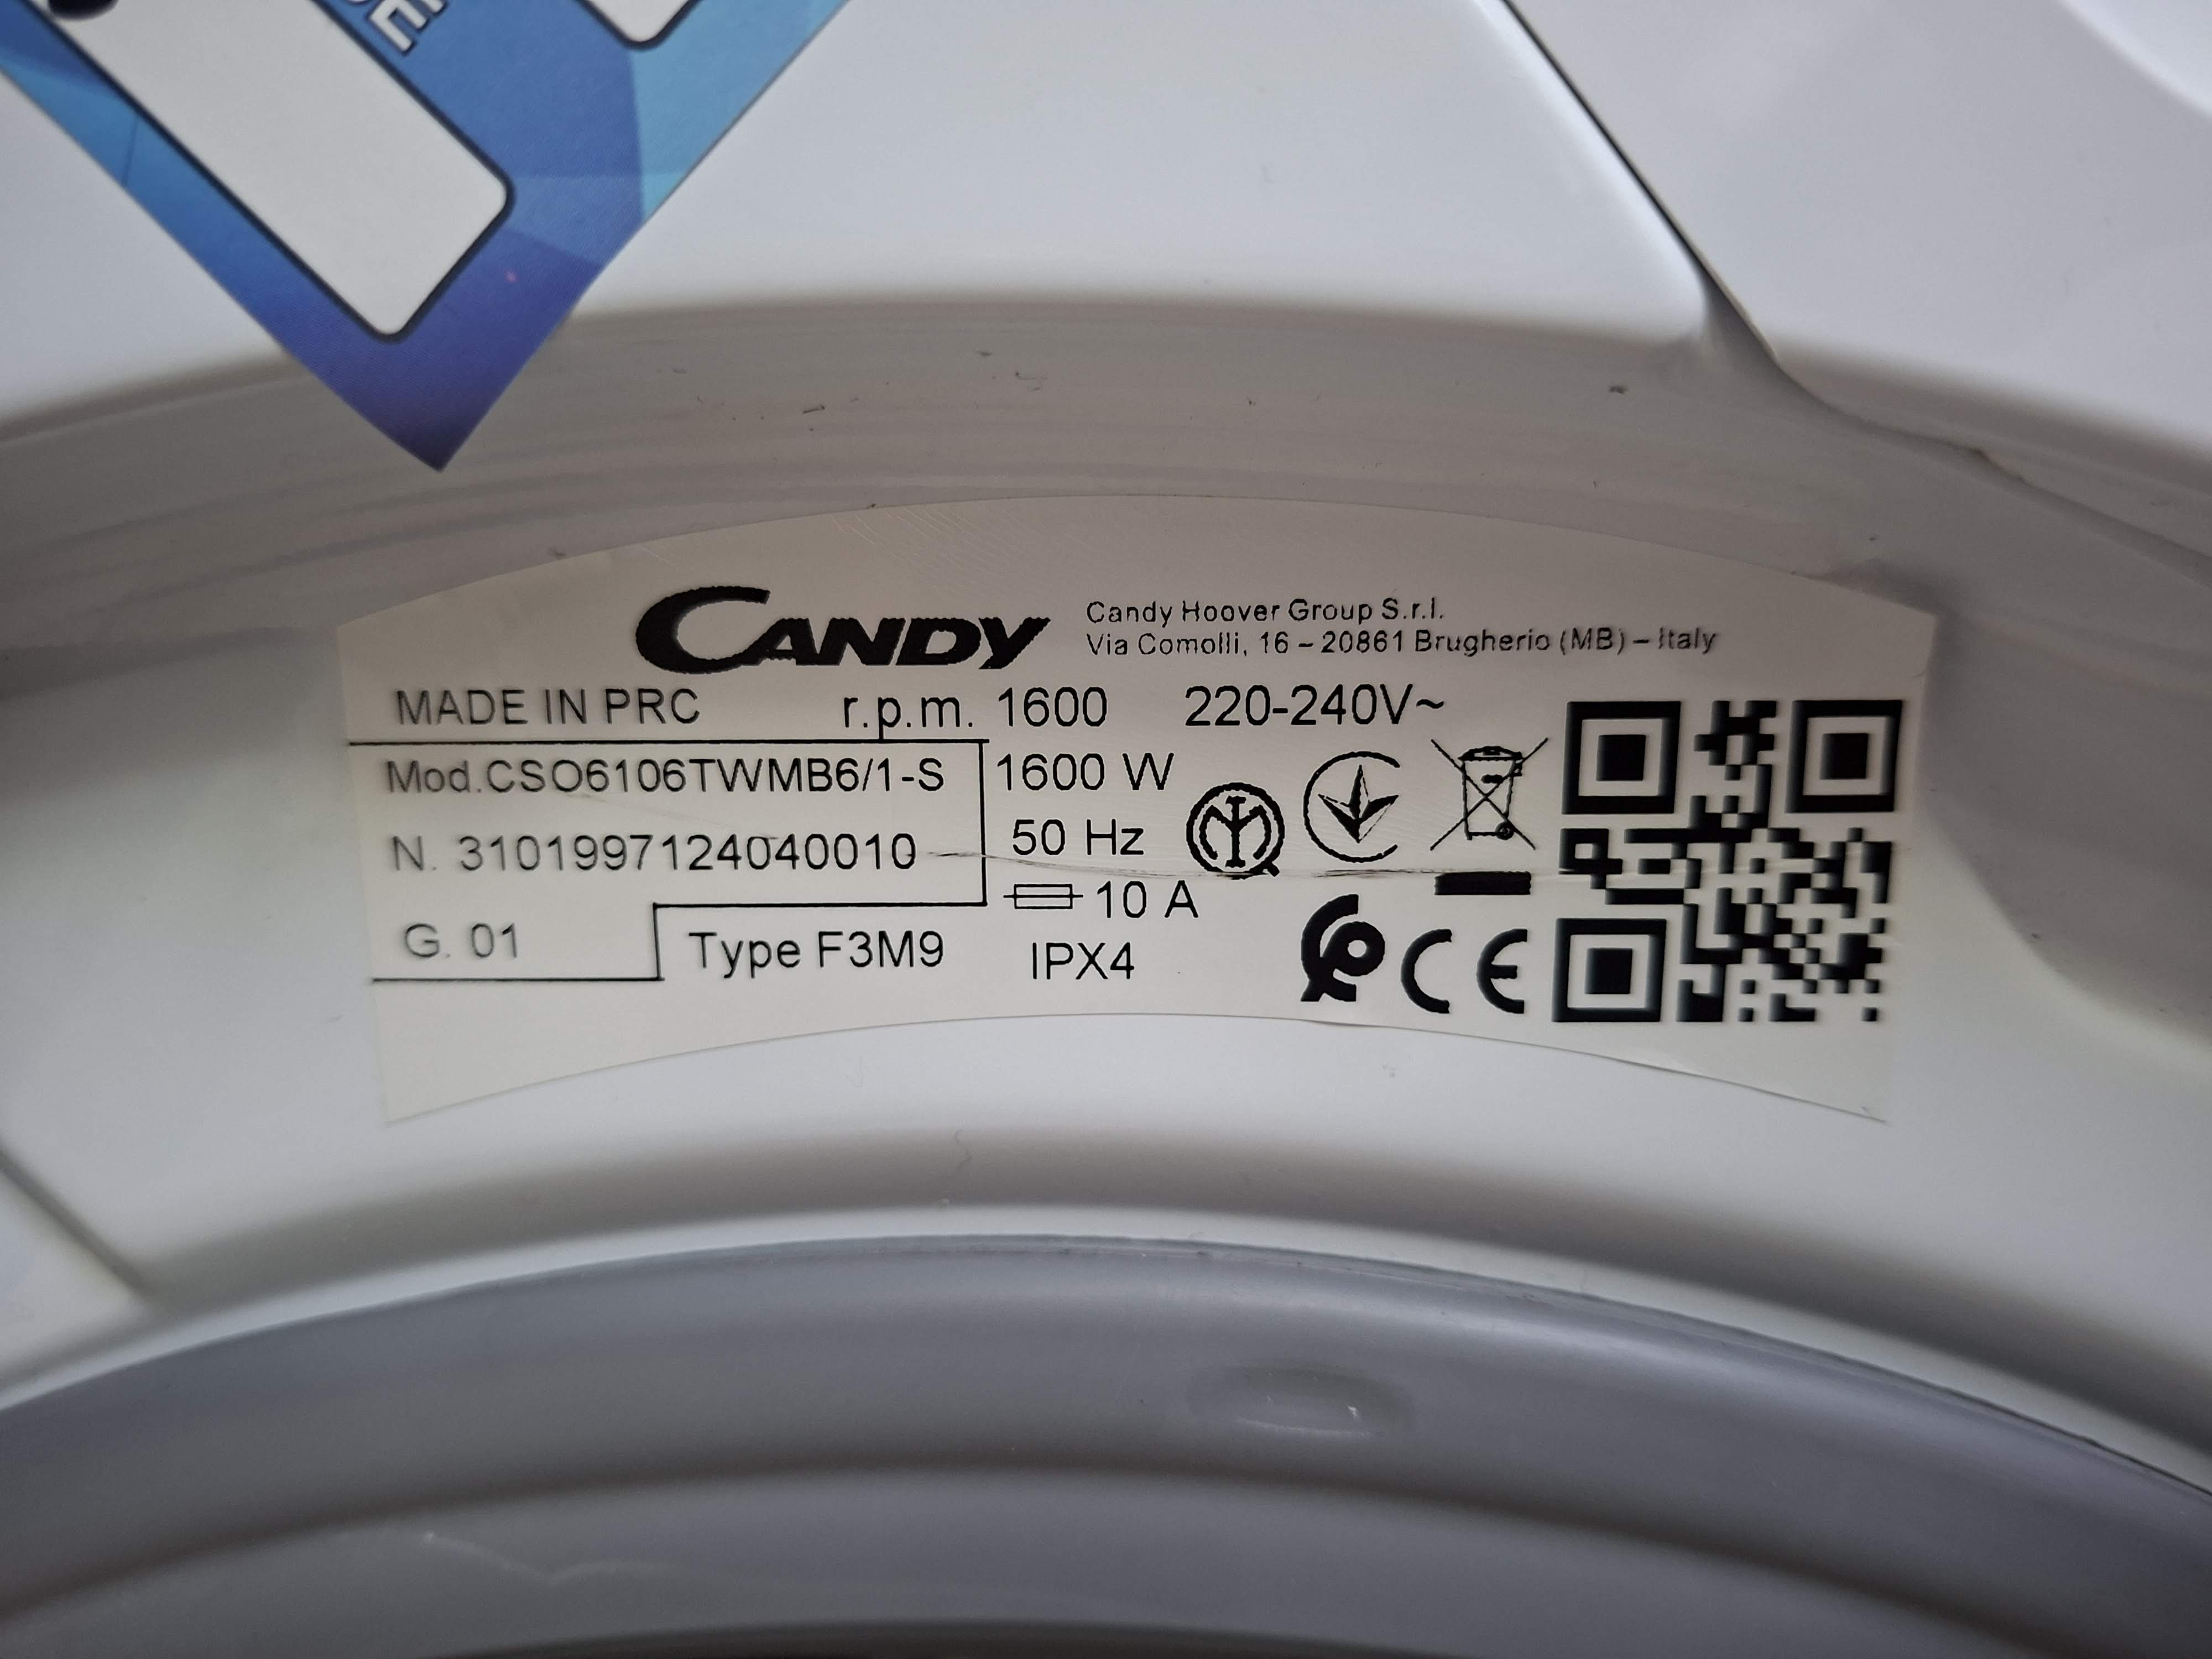 CANDY
Candy Hoover Group S.r.l.
Via Comolli, 16 – 20861 Brugherio (MB) – Italy
MADE IN PRC r.p.m. 1600 220-240V~
Mod.CSO6106TWMB6/1-S 1600 W
N. 3101997124040010 50 Hz
10 A
G. 01 Type F3M9 IPX4
CE